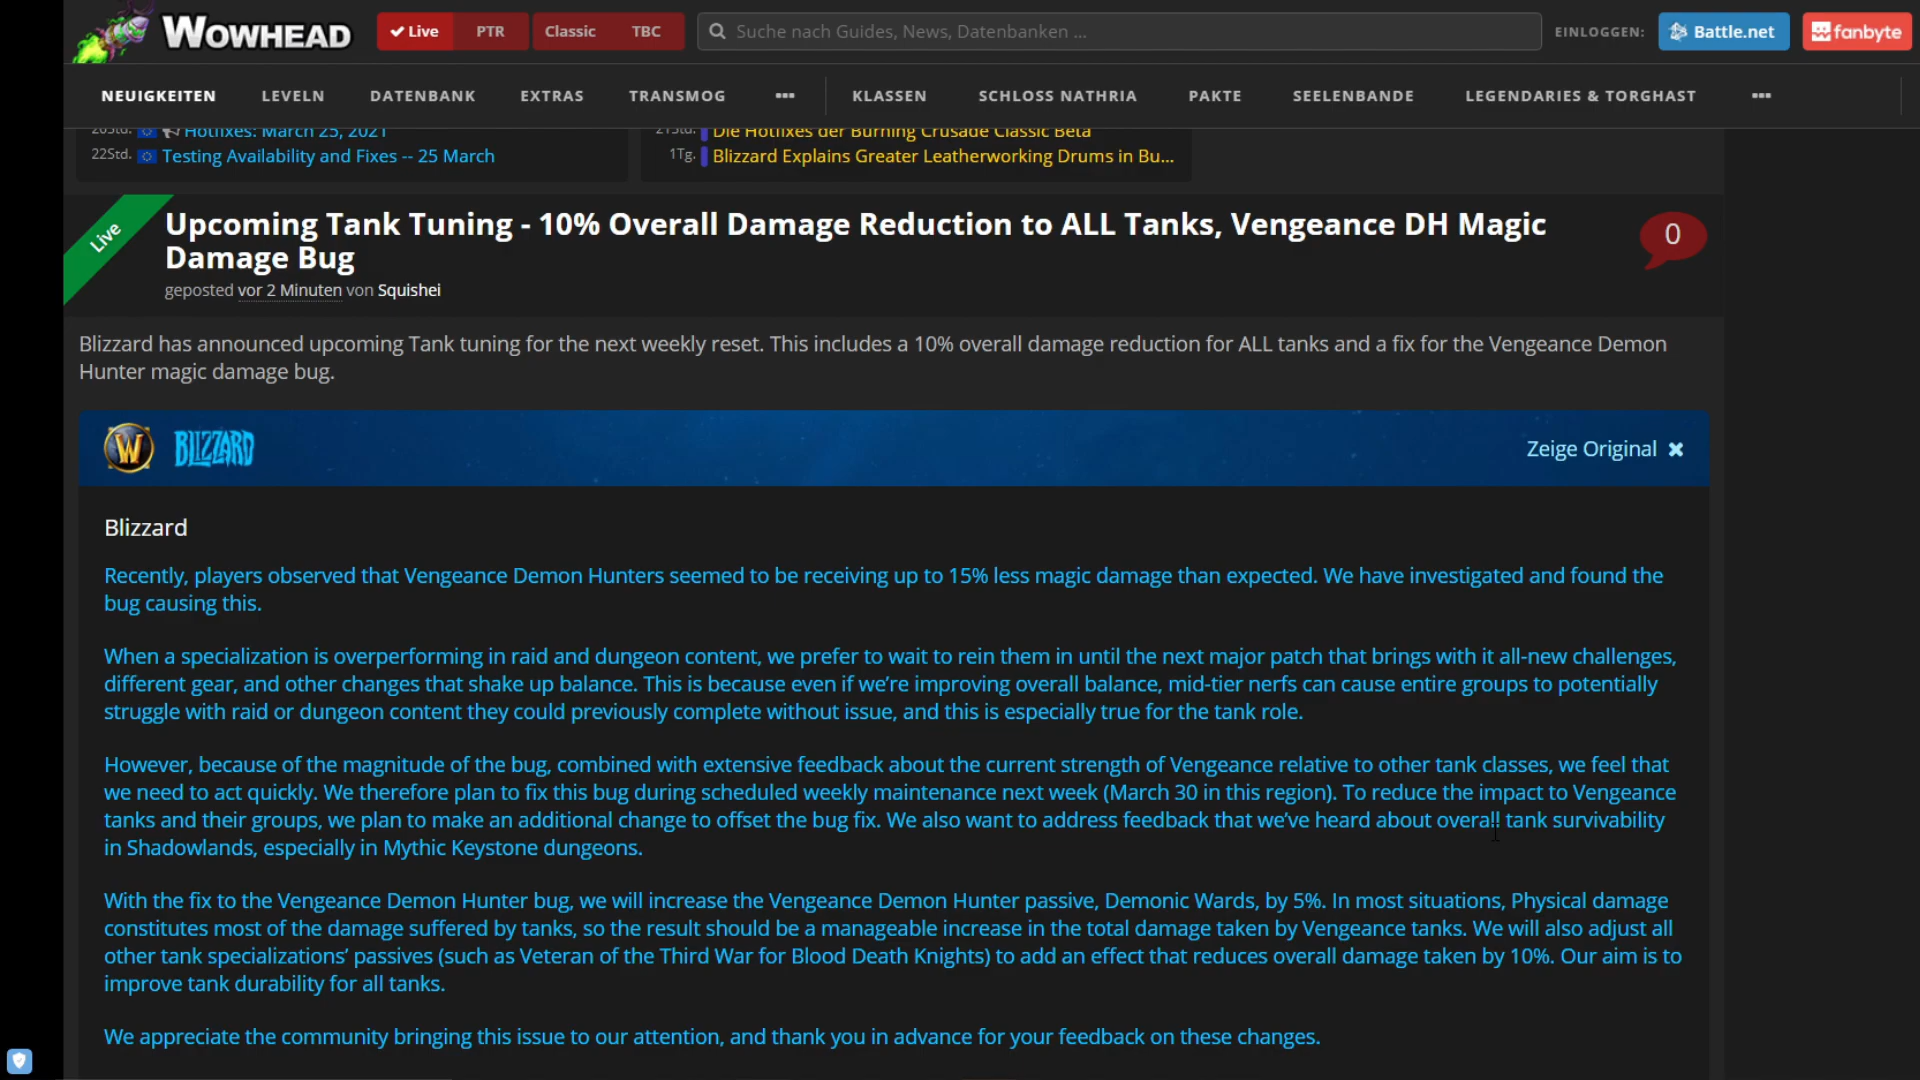 WOWHEAD
Live PTR Classic TBC
Suche nach Guides, News, Datenbanken ...
EINLOGGEN: Battle.net fanbyte
NEUIGKEITEN LEVELN DATENBANK EXTRAS TRANSMOG ••• KLASSEN SCHLOSS NATHRIA PAKTE SEELENBANDE LEGENDARIES & TORGHAST •••
20Std. Hotfixes: March 25, 2021
22Std. Testing Availability and Fixes -- 25 March
21Std. Die Hotfixes der Burning Crusade Classic Beta
1Tg. Blizzard Explains Greater Leatherworking Drums in Bu...
Live
Upcoming Tank Tuning - 10% Overall Damage Reduction to ALL Tanks, Vengeance DH Magic
Damage Bug
0
geposted vor 2 Minuten von Squishei
Blizzard has announced upcoming Tank tuning for the next weekly reset. This includes a 10% overall damage reduction for ALL tanks and a fix for the Vengeance Demon
Hunter magic damage bug.
W BLIZZARD
Zeige Original ✖
Blizzard
Recently, players observed that Vengeance Demon Hunters seemed to be receiving up to 15% less magic damage than expected. We have investigated and found the
bug causing this.
When a specialization is overperforming in raid and dungeon content, we prefer to wait to rein them in until the next major patch that brings with it all-new challenges,
different gear, and other changes that shake up balance. This is because even if we're improving overall balance, mid-tier nerfs can cause entire groups to potentially
struggle with raid or dungeon content they could previously complete without issue, and this is especially true for the tank role.
However, because of the magnitude of the bug, combined with extensive feedback about the current strength of Vengeance relative to other tank classes, we feel that
we need to act quickly. We therefore plan to fix this bug during scheduled weekly maintenance next week (March 30 in this region). To reduce the impact to Vengeance
tanks and their groups, we plan to make an additional change to offset the bug fix. We also want to address feedback that we've heard about overall tank survivability
in Shadowlands, especially in Mythic Keystone dungeons.
With the fix to the Vengeance Demon Hunter bug, we will increase the Vengeance Demon Hunter passive, Demonic Wards, by 5%. In most situations, Physical damage
constitutes most of the damage suffered by tanks, so the result should be a manageable increase in the total damage taken by Vengeance tanks. We will also adjust all
other tank specializations' passives (such as Veteran of the Third War for Blood Death Knights) to add an effect that reduces overall damage taken by 10%. Our aim is to
improve tank durability for all tanks.
We appreciate the community bringing this issue to our attention, and thank you in advance for your feedback on these changes.